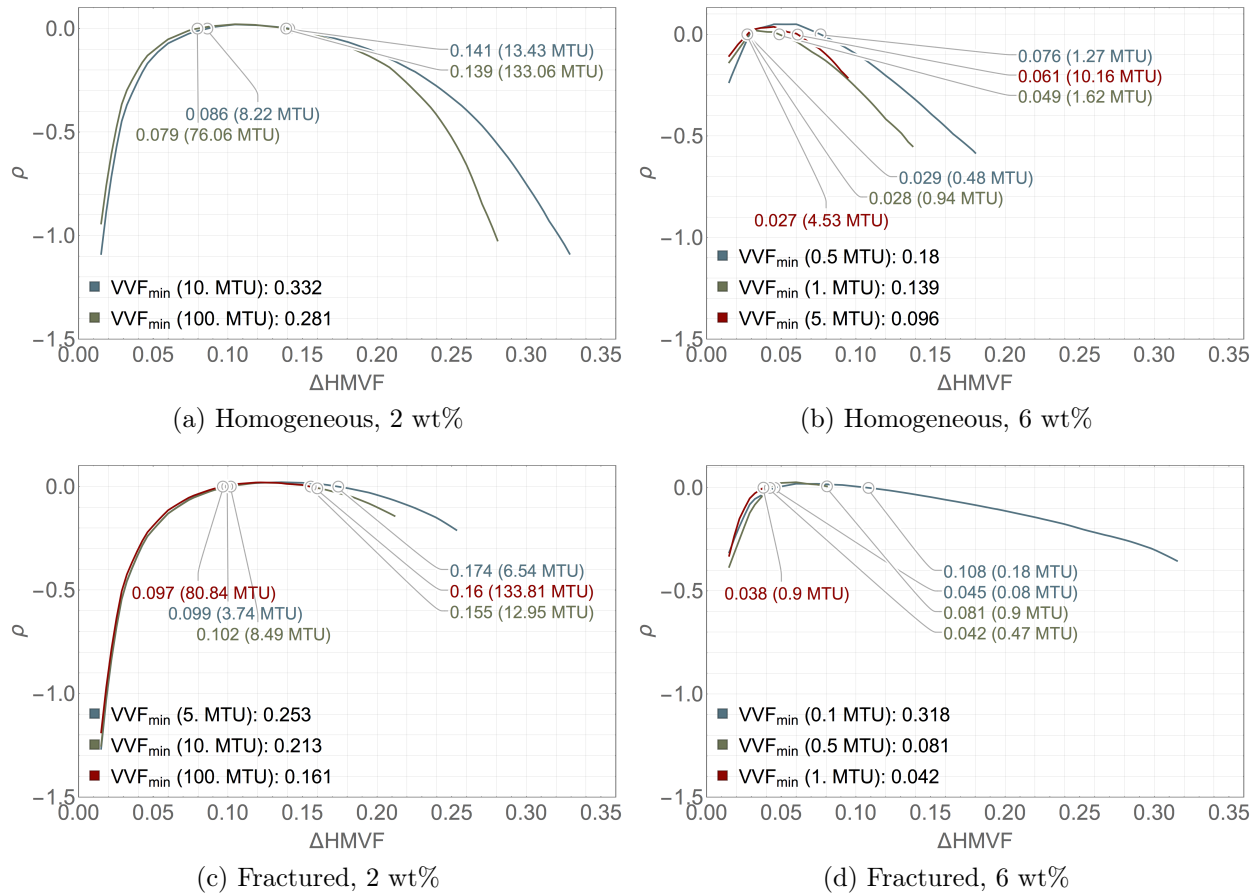 0.0
−0.5
−1.0
−1.5
ρ
0.141 (13.43 MTU)
0.139 (133.06 MTU)
0.086 (8.22 MTU)
0.079 (76.06 MTU)
VVFmin (10. MTU): 0.332
VVFmin (100. MTU): 0.281
0.00 0.05 0.10 0.15 0.20 0.25 0.30 0.35
ΔHMVF
(a) Homogeneous, 2 wt%
0.0
−0.5
−1.0
−1.5
ρ
0.076 (1.27 MTU)
0.061 (10.16 MTU)
0.049 (1.62 MTU)
0.029 (0.48 MTU)
0.028 (0.94 MTU)
0.027 (4.53 MTU)
VVFmin (0.5 MTU): 0.18
VVFmin (1. MTU): 0.139
VVFmin (5. MTU): 0.096
0.00 0.05 0.10 0.15 0.20 0.25 0.30 0.35
ΔHMVF
(b) Homogeneous, 6 wt%
0.0
−0.5
−1.0
−1.5
ρ
0.174 (6.54 MTU)
0.097 (80.84 MTU)
0.16 (133.81 MTU)
0.099 (3.74 MTU)
0.155 (12.95 MTU)
0.102 (8.49 MTU)
VVFmin (5. MTU): 0.253
VVFmin (10. MTU): 0.213
VVFmin (100. MTU): 0.161
0.00 0.05 0.10 0.15 0.20 0.25 0.30 0.35
ΔHMVF
(c) Fractured, 2 wt%
0.0
−0.5
−1.0
−1.5
ρ
0.108 (0.18 MTU)
0.038 (0.9 MTU)
0.045 (0.08 MTU)
0.081 (0.9 MTU)
0.042 (0.47 MTU)
VVFmin (0.1 MTU): 0.318
VVFmin (0.5 MTU): 0.081
VVFmin (1. MTU): 0.042
0.00 0.05 0.10 0.15 0.20 0.25 0.30 0.35
ΔHMVF
(d) Fractured, 6 wt%